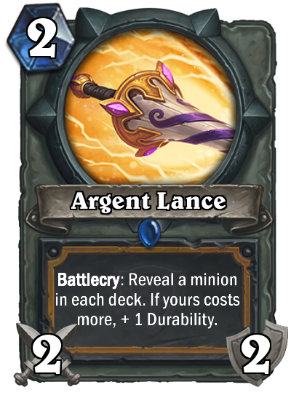 2
Argent Lance
Battlecry: Reveal a minion
in each deck. If yours costs
more, + 1 Durability.
2 2